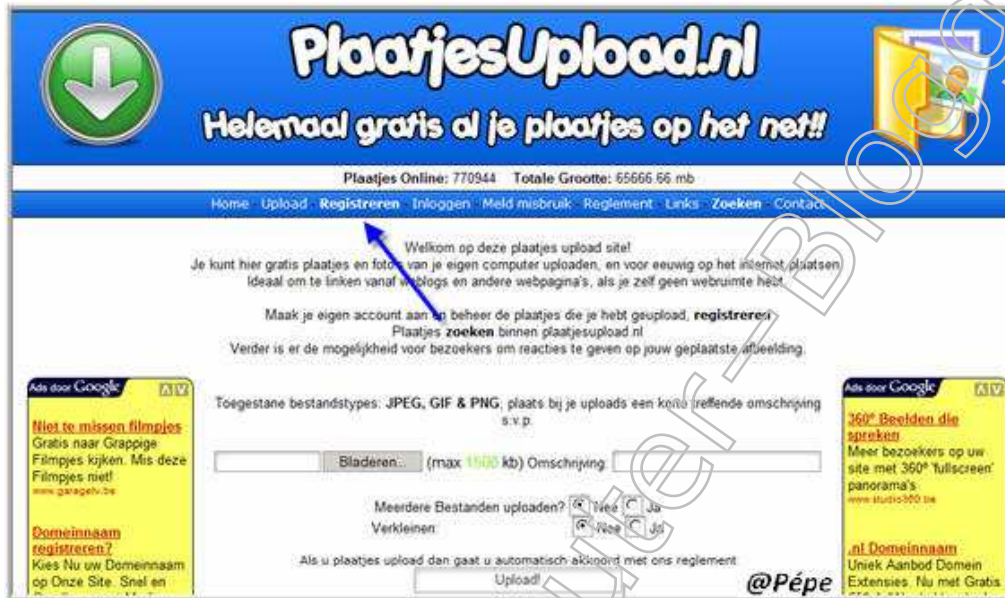 PlaatjesUpload.nl
Helemaal gratis al je plaatjes op het net!!
Plaatjes Online: 770944 Totale Grootte: 65666.66 mb
Home Upload Registreren Inloggen Meld misbruik Reglement Links Zoeken Contact
Welkom op deze plaatjes upload site!
Je kunt hier gratis plaatjes en foto's van je eigen computer uploaden, en voor eeuwig op het internet plaatsen
Ideaal om te linken vanaf weblogs en andere webpagina's, als je zelf geen webruimte hebt.
Maak je eigen account aan en beheer de plaatjes die je hebt geupload, registreren
Plaatjes zoeken binnen plaatjesupload.nl
Verder is er de mogelijkheid voor bezoekers om reacties te geven op jouw geplaatste afbeelding.
Toegestane bestandstypes: JPEG, GIF & PNG, plaats bij je uploads een korte treffende omschrijving
s.v.p.
Bladeren... (max 1500 kb) Omschrijving:
Meerdere Bestanden uploaden? Nee Ja
Verkleinen: Nee Ja
Als u plaatjes upload dan gaat u automatisch akkoord met ons reglement
Upload!
@Pépe
Ads door Google
Niet te missen filmpjes
Gratis naar Grappige
Filmpjes kijken. Mis deze
Filmpjes niet!
www.garagetv.be
Domeinnaam
registreren?
Kies Nu uw Domeinnaam
op Onze Site. Snel en
Ads door Google
360° Beelden die
spreken
Meer bezoekers op uw
site met 360° 'fullscreen'
panorama's
www.studio360.be
.nl Domeinnaam
Uniek Aanbod Domein
Extensies. Nu met Gratis